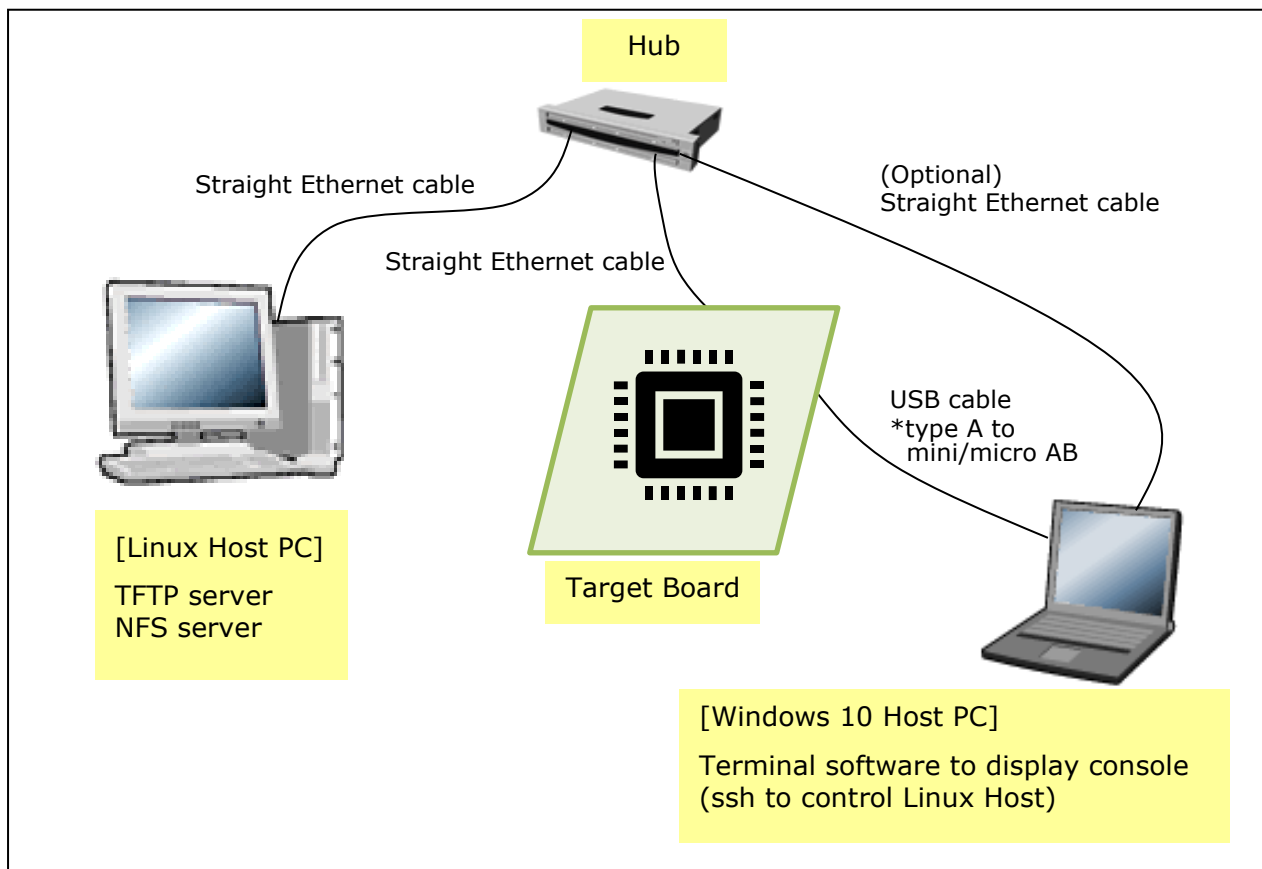 Hub
Straight Ethernet cable
(Optional)
Straight Ethernet cable
Straight Ethernet cable
USB cable
*type A to
mini/micro AB
[Linux Host PC]
TFTP server
NFS server
Target Board
[Windows 10 Host PC]
Terminal software to display console
(ssh to control Linux Host)